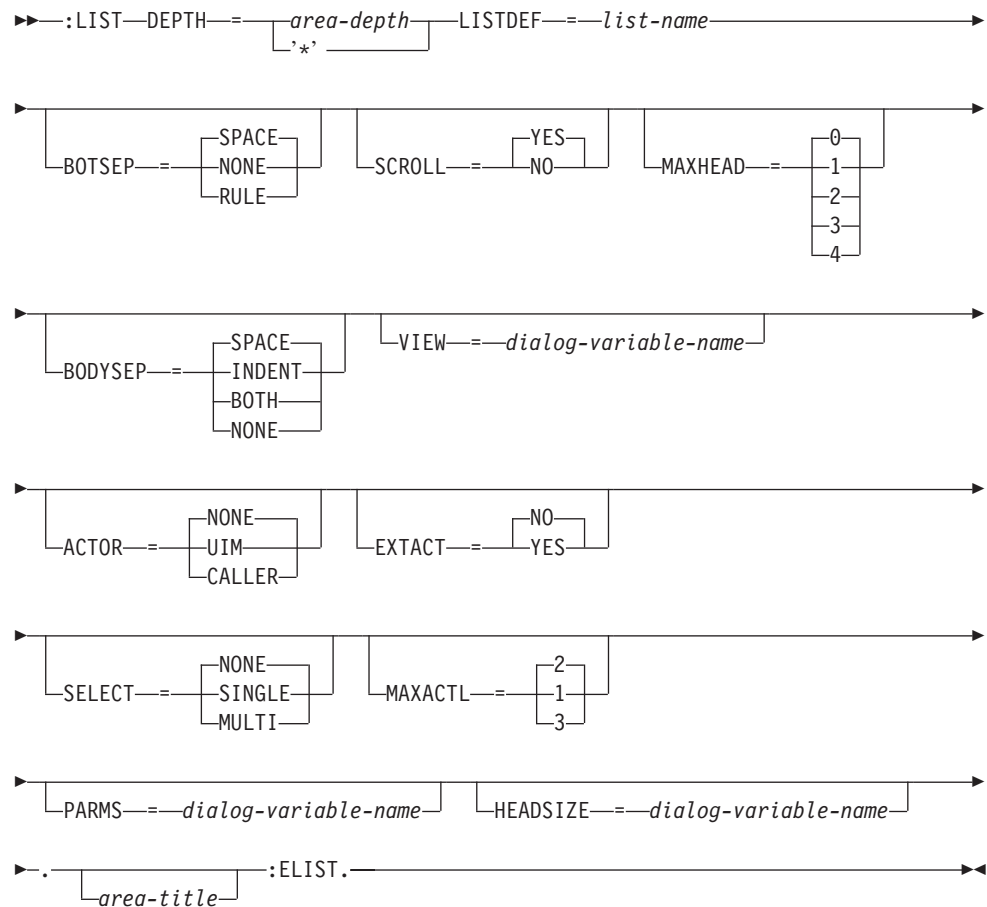 :LIST DEPTH = area-depth LISTDEF = list-name
'*'
SPACE YES 0
BOTSEP = NONE SCROLL = NO MAXHEAD = 1
RULE 2
3
4
SPACE VIEW = dialog-variable-name
BODYSEP = INDENT
BOTH
NONE
NONE NO
ACTOR = UIM EXTACT = YES
CALLER
NONE 2
SELECT = SINGLE MAXACTL = 1
MULTI 3
PARMS = dialog-variable-name HEADSIZE = dialog-variable-name
. :ELIST.
area-title